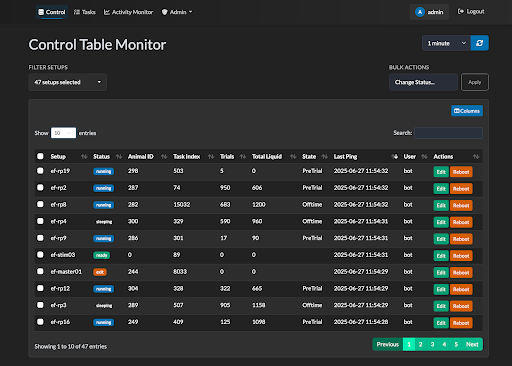 Control Tasks Activity Monitor Admin A admin Logout
Control Table Monitor
1 minute
FILTER SETUPS BULK ACTIONS
47 setups selected Change Status... Apply
Columns
Show 10 entries Search:
Setup Status Animal ID Task Index Trials Total Liquid State Last Ping User Actions
ef-rp19 running 298 503 5 0 PreTrial 2025-06-27 11:54:32 bot Edit Reboot
ef-rp2 running 287 74 950 606 PreTrial 2025-06-27 11:54:32 bot Edit Reboot
ef-rp8 running 282 15032 683 1200 Offtime 2025-06-27 11:54:32 bot Edit Reboot
ef-rp4 sleeping 300 329 590 960 Offtime 2025-06-27 11:54:31 bot Edit Reboot
ef-rp9 running 286 301 17 90 PreTrial 2025-06-27 11:54:31 bot Edit Reboot
ef-stim03 ready 0 89 0 0 2025-06-27 11:54:31 bot Edit Reboot
ef-master01 exit 244 8033 0 0 2025-06-27 11:54:29 bot Edit Reboot
ef-rp12 running 304 328 322 665 PreTrial 2025-06-27 11:54:29 bot Edit Reboot
ef-rp3 sleeping 289 507 905 1158 Offtime 2025-06-27 11:54:29 bot Edit Reboot
ef-rp16 running 249 409 125 1098 PreTrial 2025-06-27 11:54:28 bot Edit Reboot
Showing 1 to 10 of 47 entries Previous 1 2 3 4 5 Next